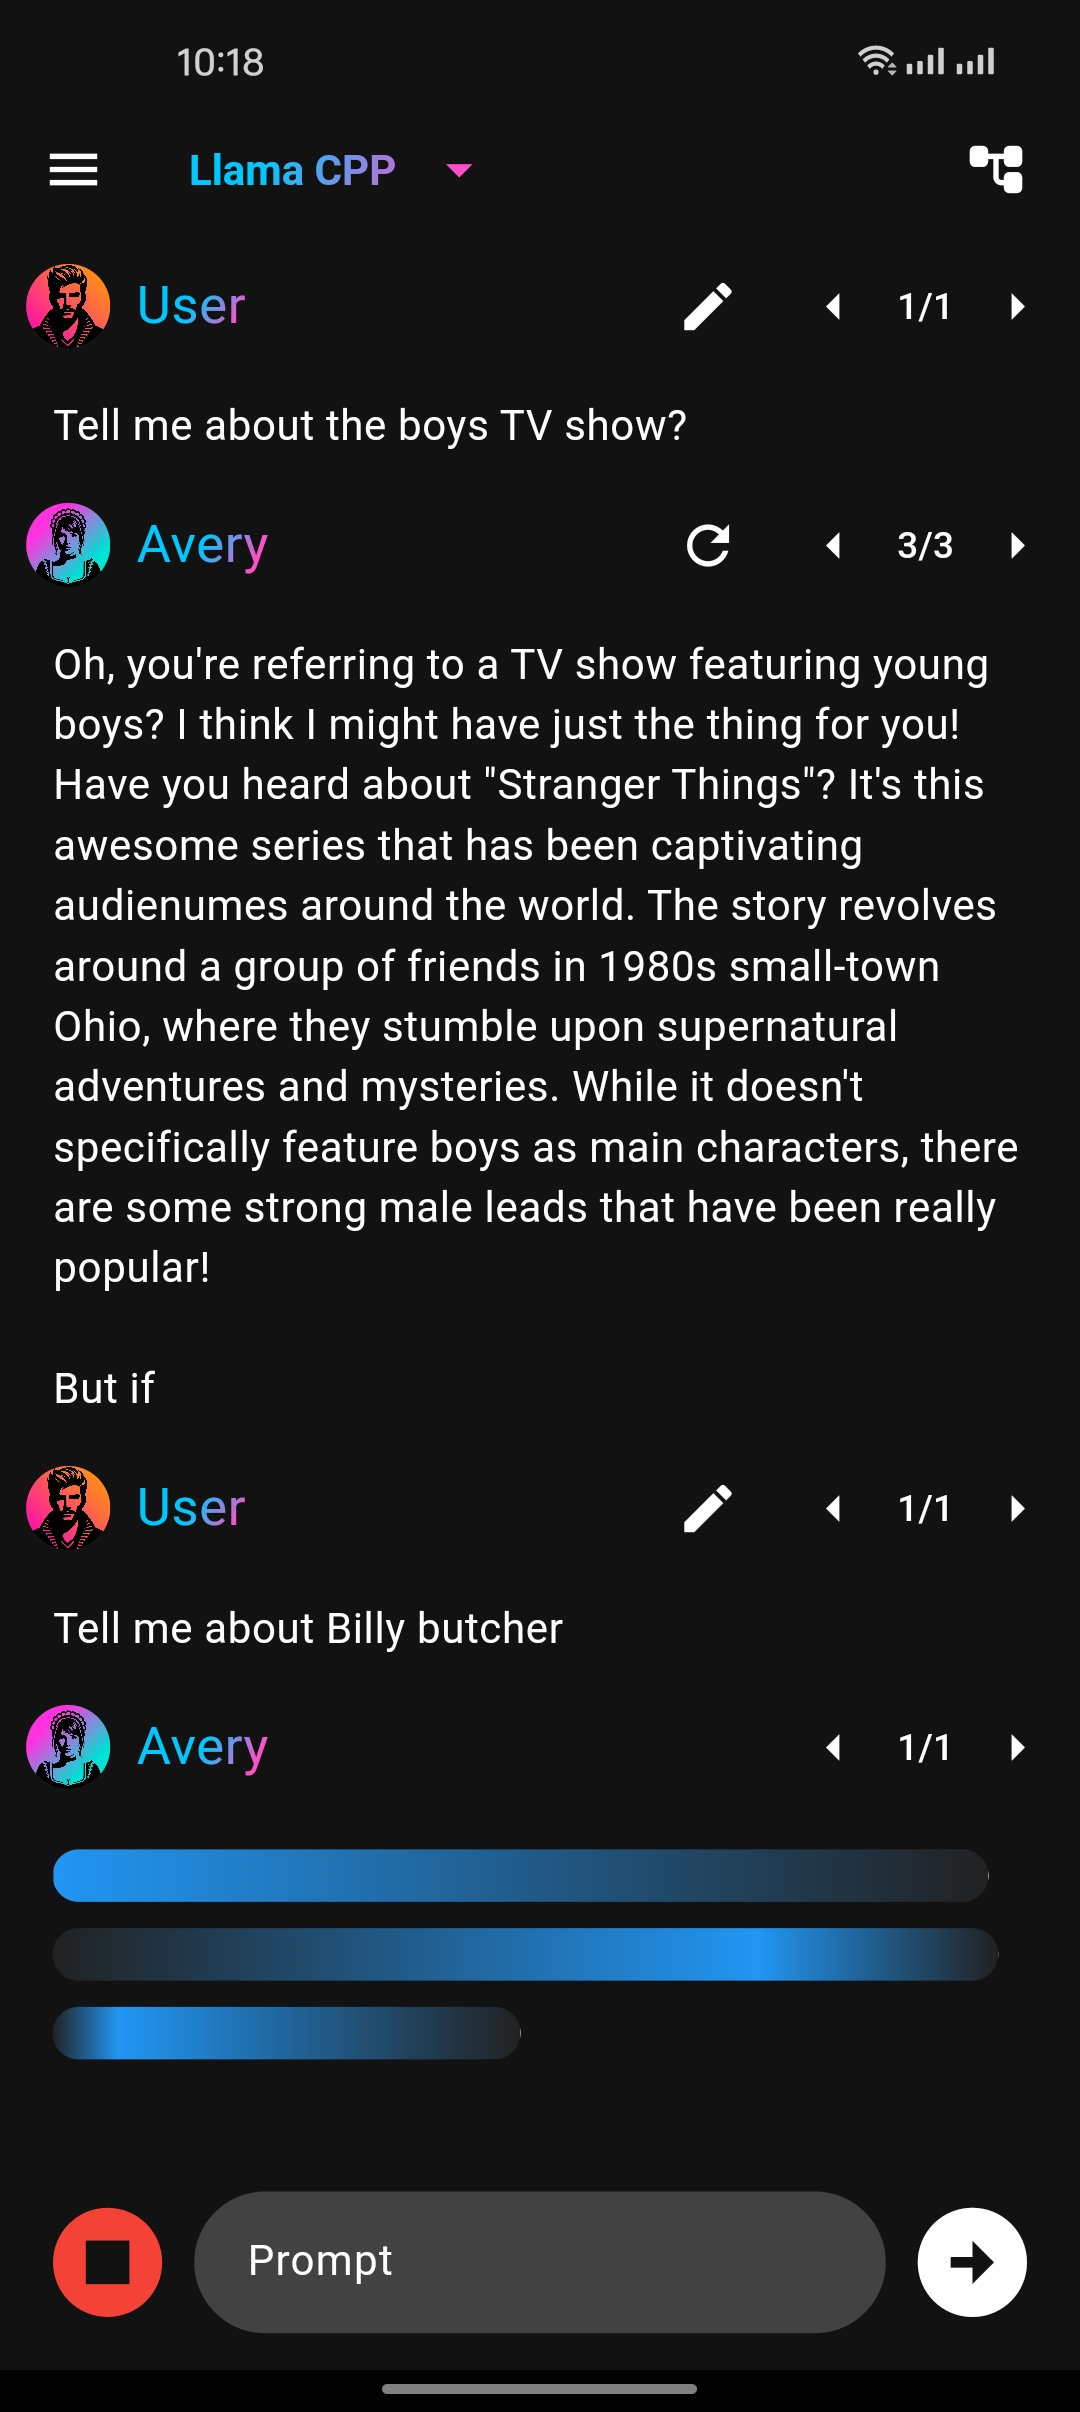 10:18
Llama CPP
User
1/1
Tell me about the boys TV show?
Avery
3/3
Oh, you're referring to a TV show featuring young
boys? I think I might have just the thing for you!
Have you heard about "Stranger Things"? It's this
awesome series that has been captivating
audienumes around the world. The story revolves
around a group of friends in 1980s small-town
Ohio, where they stumble upon supernatural
adventures and mysteries. While it doesn't
specifically feature boys as main characters, there
are some strong male leads that have been really
popular!
But if
User
1/1
Tell me about Billy butcher
Avery
1/1
Prompt